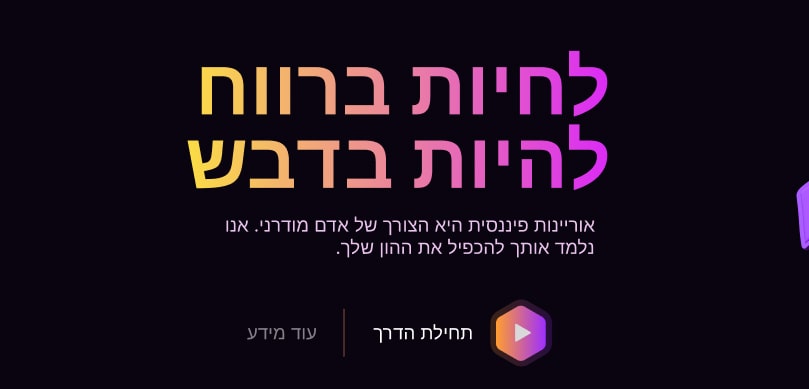 לחיות ברווח
להיות בדבש
אוריינות פיננסית היא הצורך של אדם מודרני. אנו
נלמד אותך להכפיל את ההון שלך.
תחילת הדרך
עוד מידע